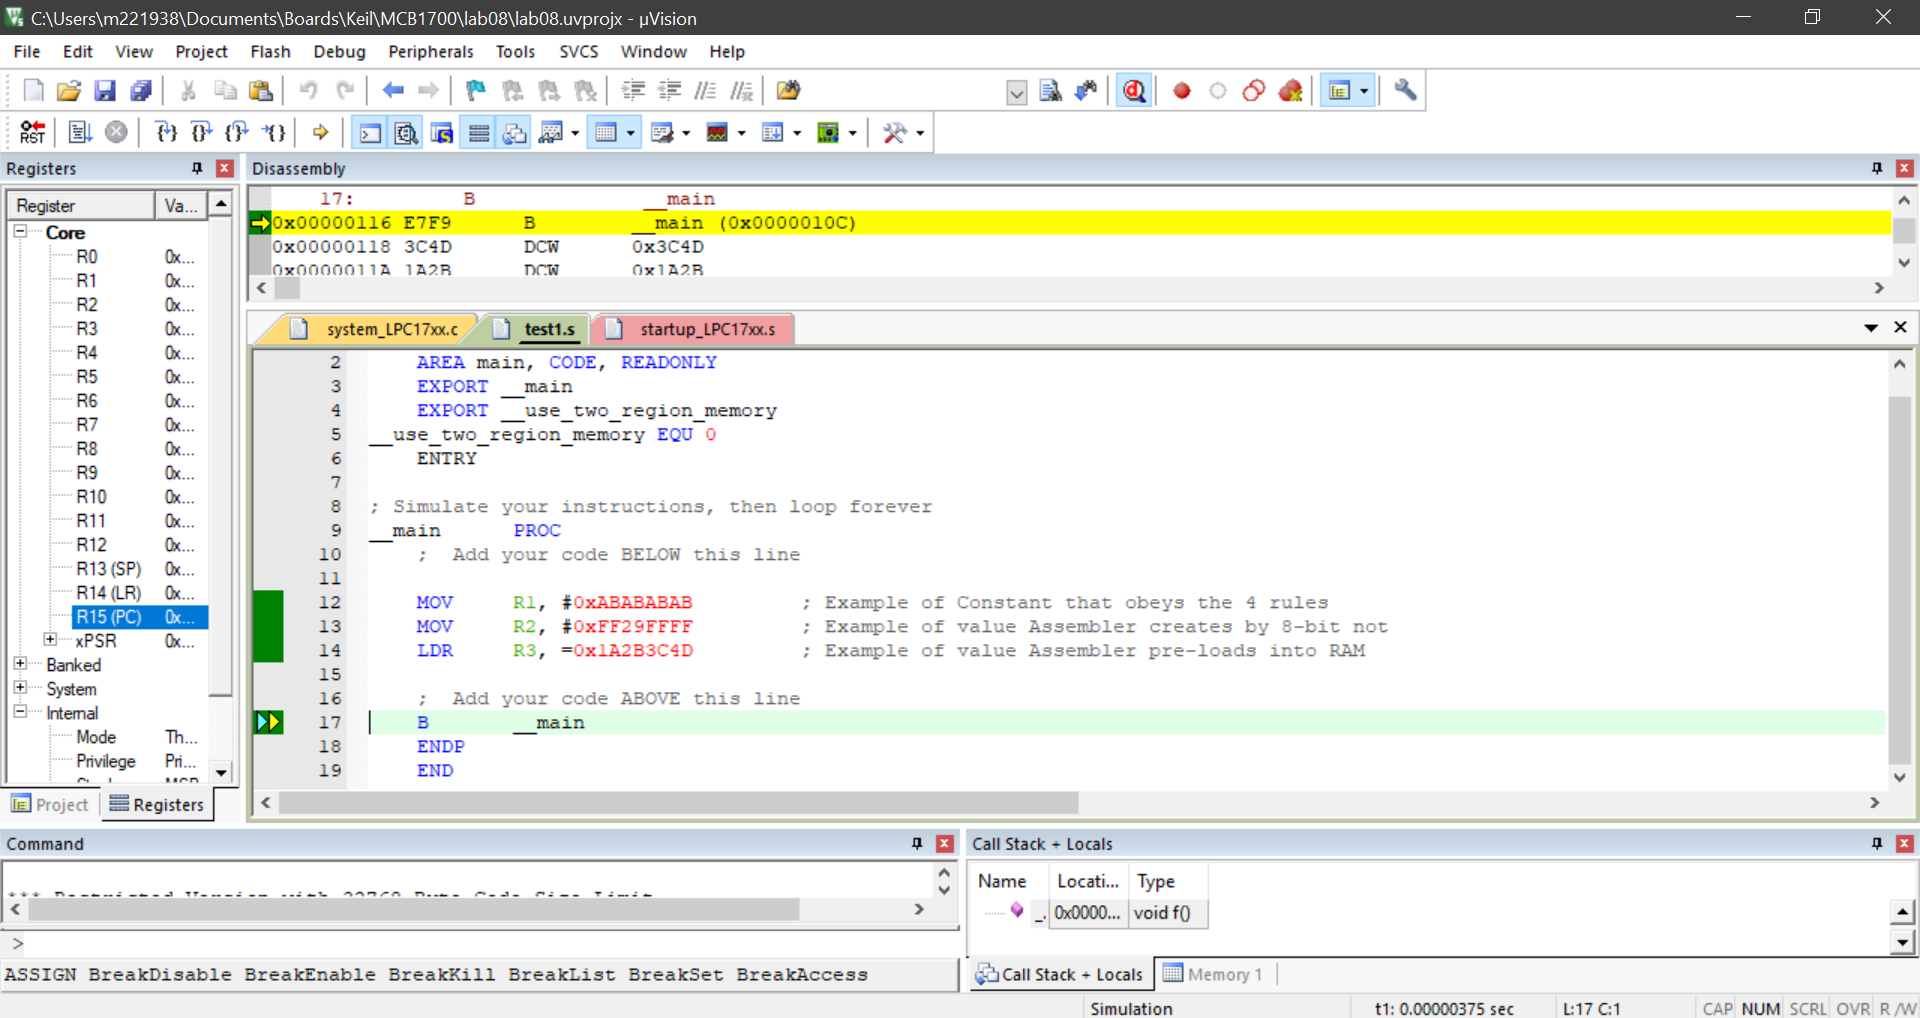 C:\Users\m221938\Documents\Boards\Keil\MCB1700\lab08\lab08.uvprojx - µVision
File Edit View Project Flash Debug Peripherals Tools SVCS Window Help
RST
Registers
Register Va...
Core
R0 0x...
R1 0x...
R2 0x...
R3 0x...
R4 0x...
R5 0x...
R6 0x...
R7 0x...
R8 0x...
R9 0x...
R10 0x...
R11 0x...
R12 0x...
R13 (SP) 0x...
R14 (LR) 0x...
R15 (PC) 0x...
xPSR 0x...
Banked
System
Internal
Mode Th...
Privilege Pri...
Project Registers
Disassembly
17: B __main
0x00000116 E7F9 B __main (0x0000010C)
0x00000118 3C4D DCW 0x3C4D
0x0000011A 1A2B DCW 0x1A2B
system_LPC17xx.c test1.s startup_LPC17xx.s
2 AREA main, CODE, READONLY
3 EXPORT __main
4 EXPORT __use_two_region_memory
5 __use_two_region_memory EQU 0
6 ENTRY
7
8 ; Simulate your instructions, then loop forever
9 __main PROC
10 ; Add your code BELOW this line
11
12 MOV R1, #0xABABABAB ; Example of Constant that obeys the 4 rules
13 MOV R2, #0xFF29FFFF ; Example of value Assembler creates by 8-bit not
14 LDR R3, =0x1A2B3C4D ; Example of value Assembler pre-loads into RAM
15
16 ; Add your code ABOVE this line
17 B __main
18 ENDP
19 END
Command
*** Restricted Version with 32768 Byte Code Size Limit
>
ASSIGN BreakDisable BreakEnable BreakKill BreakList BreakSet BreakAccess
Call Stack + Locals
Name Locati... Type
_. 0x0000... void f()
Call Stack + Locals Memory 1
Simulation t1: 0.00000375 sec L:17 C:1 CAP NUM SCRL OVR R/W